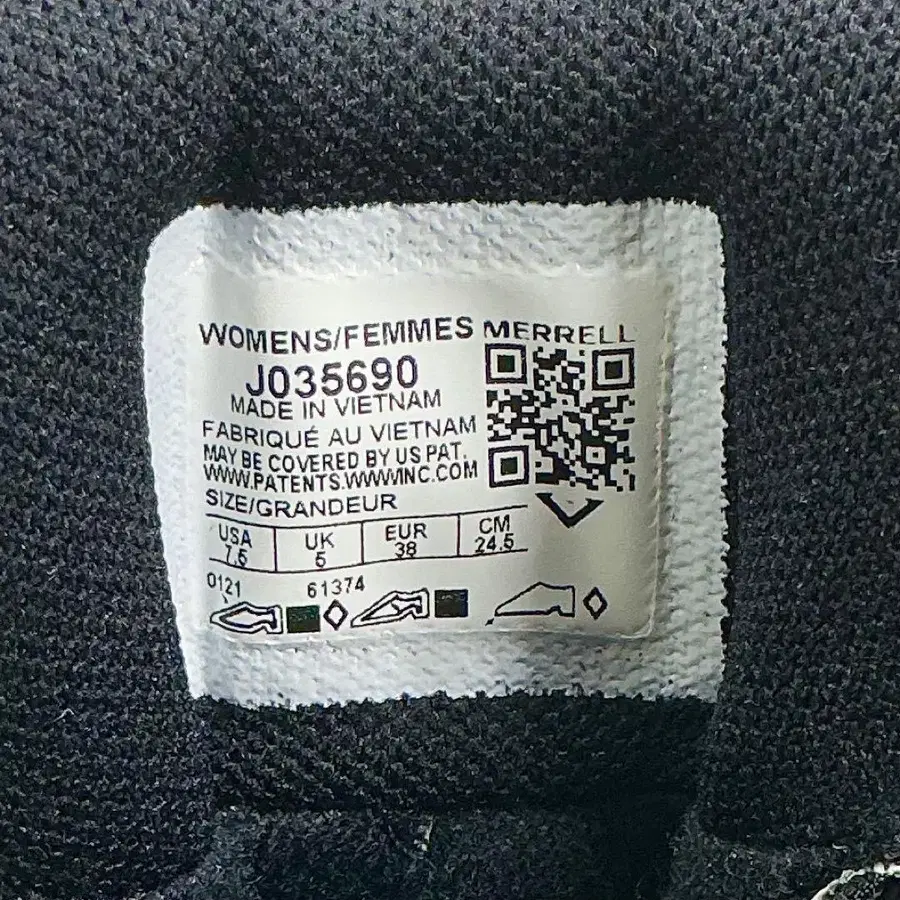 WOMENS/FEMMES MERRELL
J035690
MADE IN VIETNAM
FABRIQUÉ AU VIETNAM
MAY BE COVERED BY US PAT.
WWW.PATENTS.WWWINC.COM
SIZE/GRANDEUR
USA UK EUR CM
7.5 5 38 24.5
0121 61374